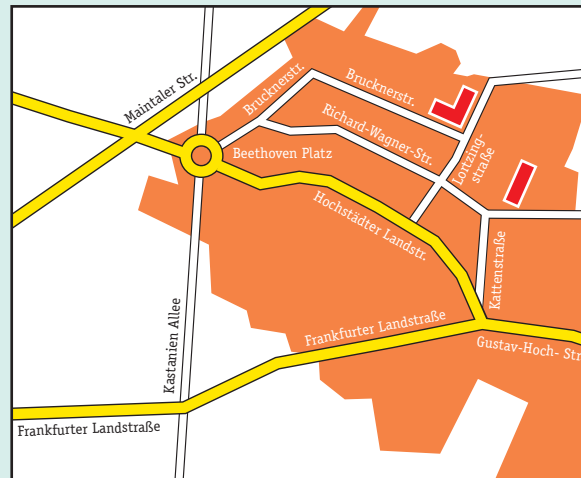 Maintaler Str.
Brucknerstr.
Brucknerstr.
Richard-Wagner-Str.
Lortzing-
straße
Beethoven Platz
Hochstädter Landstr.
Kattenstraße
Kastanien Allee
Frankfurter Landstraße
Gustav-Hoch- Str
Frankfurter Landstraße